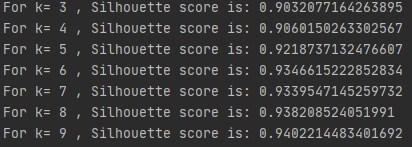 For k= 3 , Silhouette score is: 0.9032077164263895
For k= 4 , Silhouette score is: 0.9060150263302567
For k= 5 , Silhouette score is: 0.9218737132476607
For k= 6 , Silhouette score is: 0.9346615222852834
For k= 7 , Silhouette score is: 0.9339547145259732
For k= 8 , Silhouette score is: 0.938208524051991
For k= 9 , Silhouette score is: 0.9402214483401692